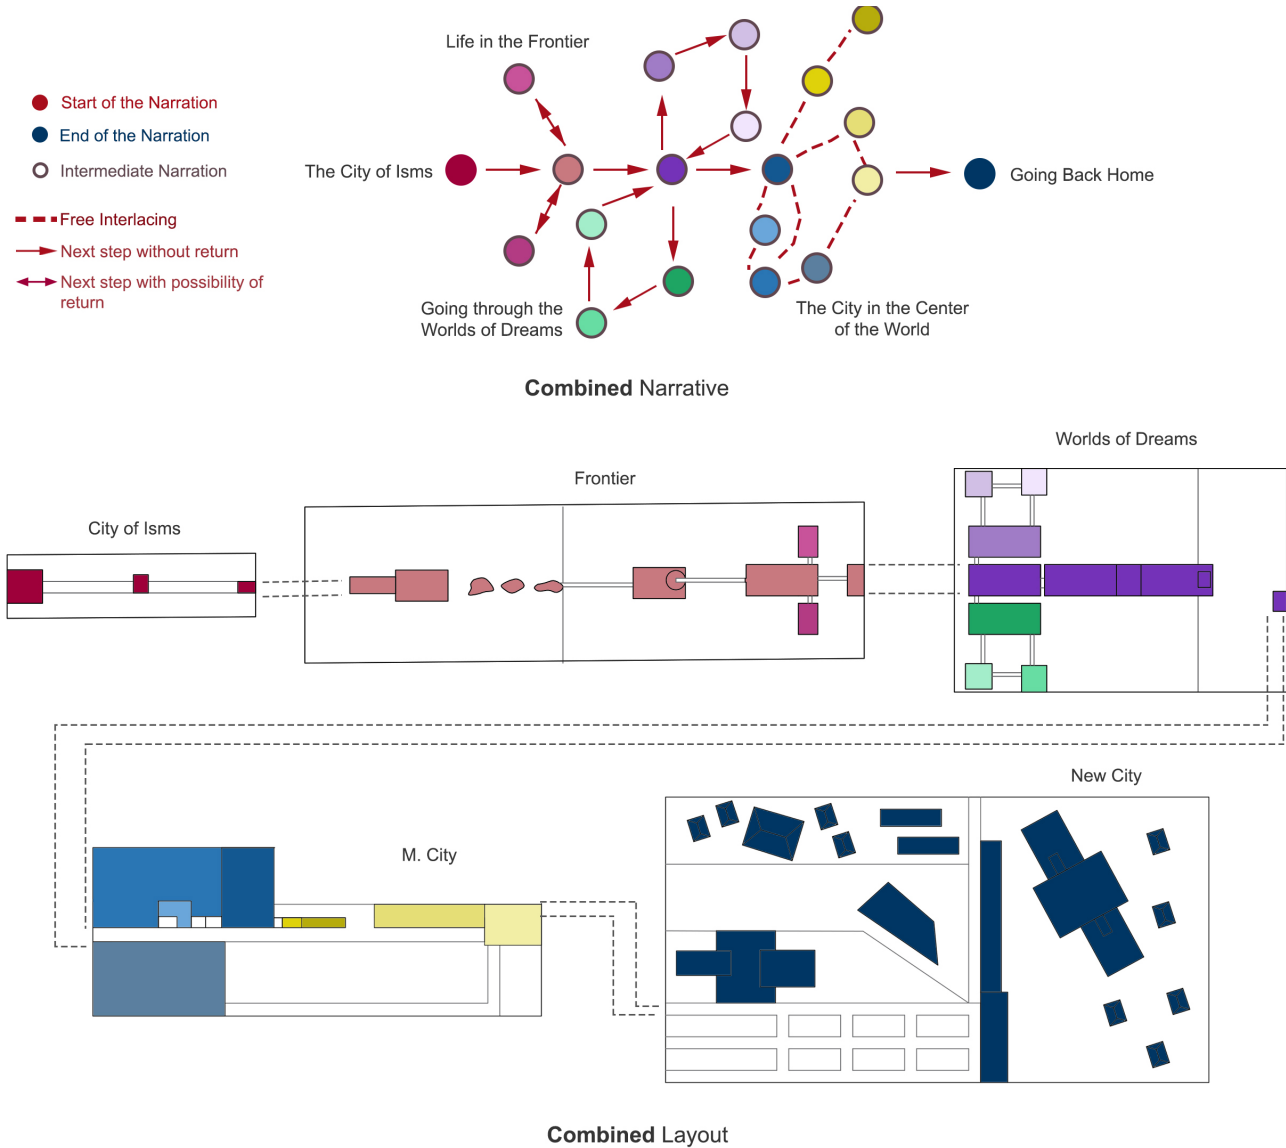 Life in the Frontier
Start of the Narration
End of the Narration
Intermediate Narration
The City of Isms
Going Back Home
Free Interlacing
Next step without return
Next step with possibility of
return
Going through the
Worlds of Dreams
The City in the Center
of the World
Combined Narrative
Worlds of Dreams
Frontier
City of Isms
New City
M. City
Combined Layout